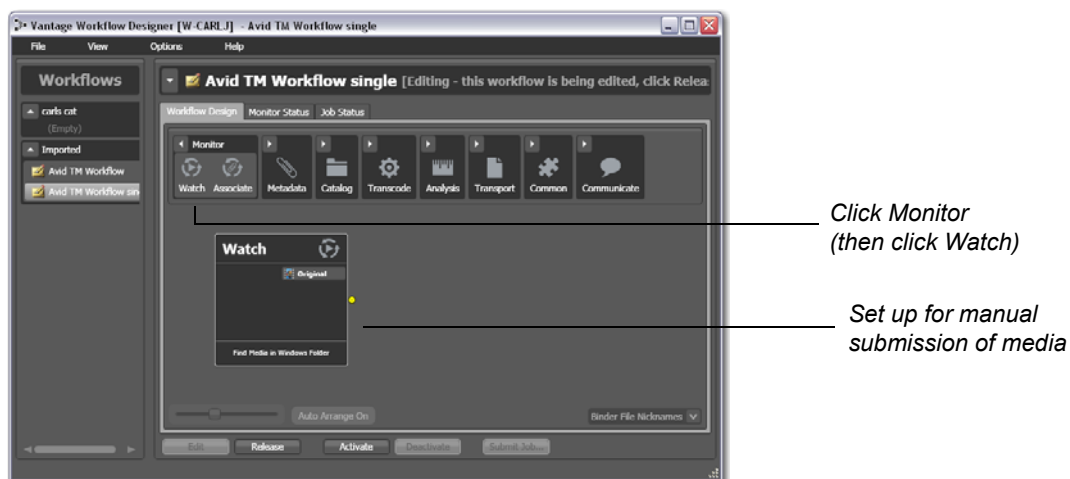 Vantage Workflow Designer [W-CARLJ] - Avid TM Workflow single
File View Options Help
Workflows
Avid TM Workflow single [Editing - this workflow is being edited, click Relea
carls cat
(Empty)
Imported
Avid TM Workflow
Avid TM Workflow sin
Workflow Design Monitor Status Job Status
Monitor
Watch Associate Metadata Catalog Transcode Analysis Transport Common Communicate
Click Monitor
(then click Watch)
Watch
Original
Find Media in Windows Folder
Set up for manual
submission of media
Auto Arrange On
Binder File Nicknames
Edit Release Activate Deactivate Submit Job...